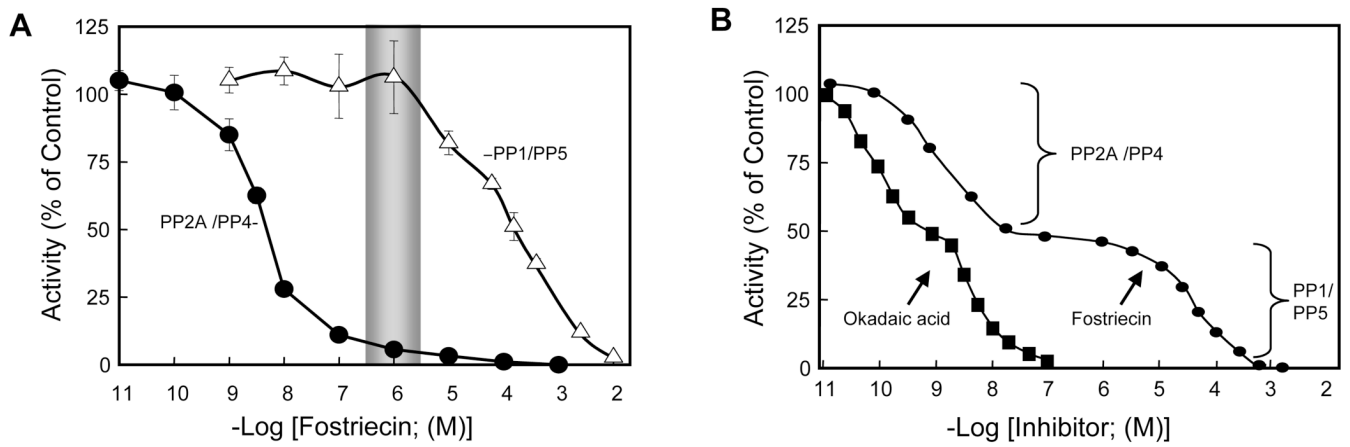 A
125
100
75
50
25
0
Activity (% of Control)
–PP1/PP5
PP2A /PP4-
11 10 9 8 7 6 5 4 3 2
-Log [Fostriecin; (M)]
B
125
100
75
50
25
0
Activity (% of Control)
PP2A /PP4
PP1/
PP5
Okadaic acid
Fostriecin
11 10 9 8 7 6 5 4 3 2
-Log [Inhibitor; (M)]